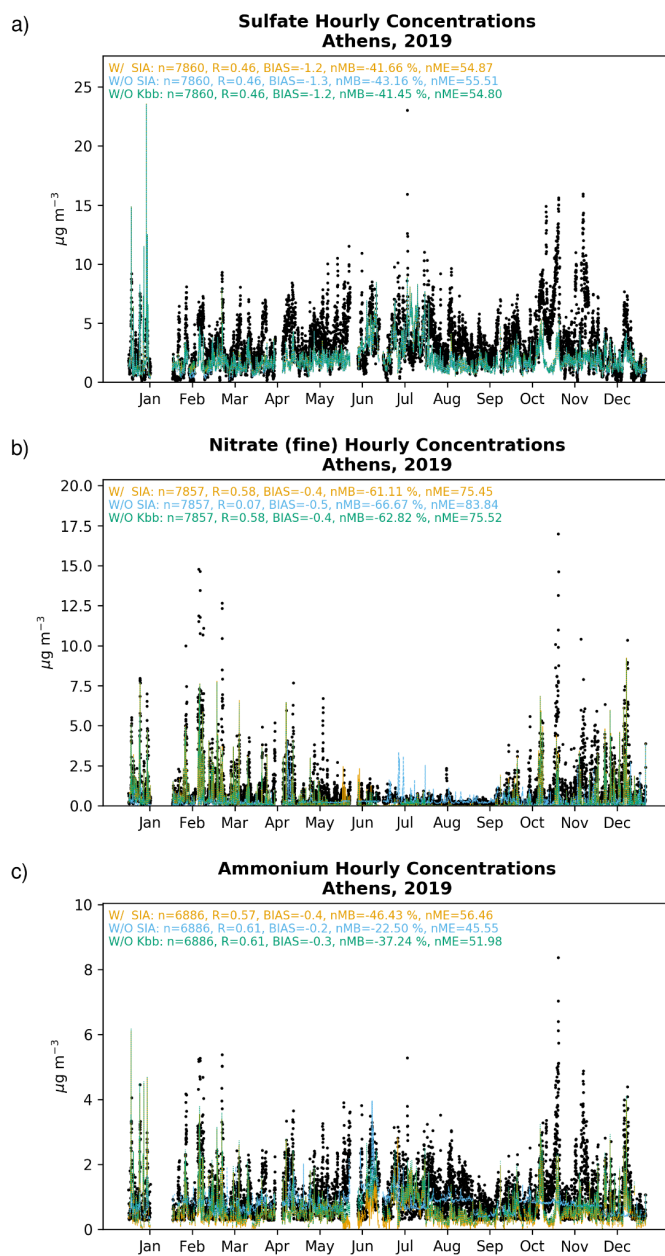 a)
Sulfate Hourly Concentrations
Athens, 2019
W/ SIA: n=7860, R=0.46, BIAS=-1.2, nMB=-41.66 %, nME=54.87
W/O SIA: n=7860, R=0.46, BIAS=-1.3, nMB=-43.16 %, nME=55.51
W/O Kbb: n=7860, R=0.46, BIAS=-1.2, nMB=-41.45 %, nME=54.80
25
20
15
10
5
0
µg m⁻³
Jan Feb Mar Apr May Jun Jul Aug Sep Oct Nov Dec
b)
Nitrate (fine) Hourly Concentrations
Athens, 2019
W/ SIA: n=7857, R=0.58, BIAS=-0.4, nMB=-61.11 %, nME=75.45
W/O SIA: n=7857, R=0.07, BIAS=-0.5, nMB=-66.67 %, nME=83.84
W/O Kbb: n=7857, R=0.58, BIAS=-0.4, nMB=-62.82 %, nME=75.52
20.0
17.5
15.0
12.5
10.0
7.5
5.0
2.5
0.0
µg m⁻³
Jan Feb Mar Apr May Jun Jul Aug Sep Oct Nov Dec
c)
Ammonium Hourly Concentrations
Athens, 2019
W/ SIA: n=6886, R=0.57, BIAS=-0.4, nMB=-46.43 %, nME=56.46
W/O SIA: n=6886, R=0.61, BIAS=-0.2, nMB=-22.50 %, nME=45.55
W/O Kbb: n=6886, R=0.61, BIAS=-0.3, nMB=-37.24 %, nME=51.98
10
8
6
4
2
0
µg m⁻³
Jan Feb Mar Apr May Jun Jul Aug Sep Oct Nov Dec